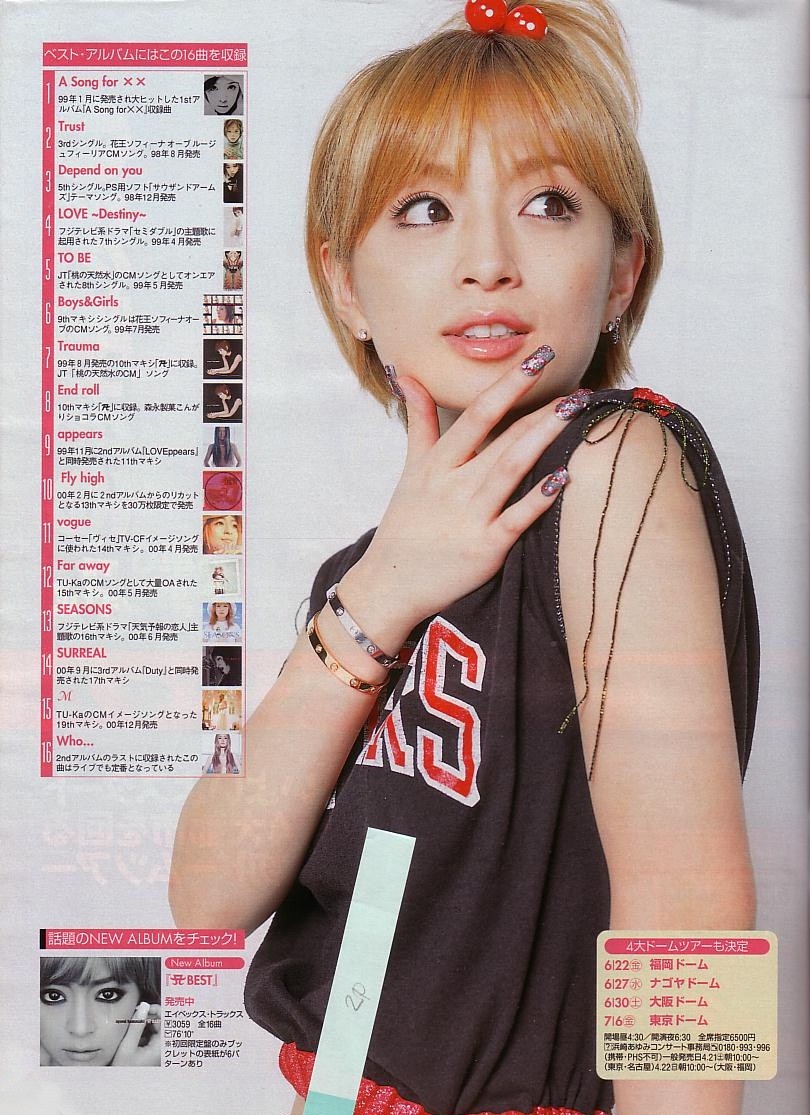 ベスト・アルバムにはこの16曲を収録
1
A Song for ××
99年1月に発売され大ヒットした1stア
ルバム『A Song for××』収録曲
2
Trust
3rdシングル。花王ソフィーナ オーブ ルージ
ュフィーリアCMソング。98年8月発売
3
Depend on you
5thシングル。PS用ソフト「サウザンドアーム
ズ」テーマソング。98年12月発売
4
LOVE ~Destiny~
フジテレビ系ドラマ「セミダブル」の主題歌に
起用された7thシングル。99年4月発売
5
TO BE
JT「桃の天然水」のCMソングとしてオンエア
された8thシングル。99年5月発売
6
Boys&Girls
9thマキシシングルは花王ソフィーナオー
ブのCMソング。99年7月発売
7
Trauma
99年8月発売の10thマキシ『A』に収録。
JT「桃の天然水のCM」ソング
8
End roll
10thマキシ『A』に収録。森永製菓こんが
りショコラCMソング
9
appears
99年11月に2ndアルバム『LOVEppears』
と同時発売された11thマキシ
10
Fly high
00年2月に2ndアルバムからのリカット
となる13thマキシを30万枚限定で発売
11
vogue
コーセー「ヴィセ」TV-CFイメージソング
に使われた14thマキシ。00年4月発売
12
Far away
TU-KaのCMソングとして大量OAされた
15thマキシ。00年5月発売
13
SEASONS
フジテレビ系ドラマ「天気予報の恋人」主
題歌の16thマキシ。00年6月発売
SEASONS
14
SURREAL
00年9月に3rdアルバム『Duty』と同時発
売された17thマキシ
15
M
TU-KaのCMイメージソングとなった
19thマキシ。00年12月発売
16
Who...
2ndアルバムのラストに収録されたこの
曲はライブでも定番となっている
KS
話題のNEW ALBUMをチェック!
New Album
『A BEST』
発売中
エイベックス・トラックス
¥3059 全16曲
76'10"
※初回限定盤のみブッ
クレットの表紙が6パ
ターンあり
4大ドームツアーも決定
6|22㊎ 福岡ドーム
6|27㊌ ナゴヤドーム
6|30㊏ 大阪ドーム
7|6㊎ 東京ドーム
開場昼4:30/開演夜6:30 全席指定6500円
浜崎あゆみコンサート事務局 0180・993・996
(携帯・PHS不可)一般発売日4.21㊏朝10:00〜
(東京・名古屋)4.22㊐朝10:00〜(大阪・福岡)